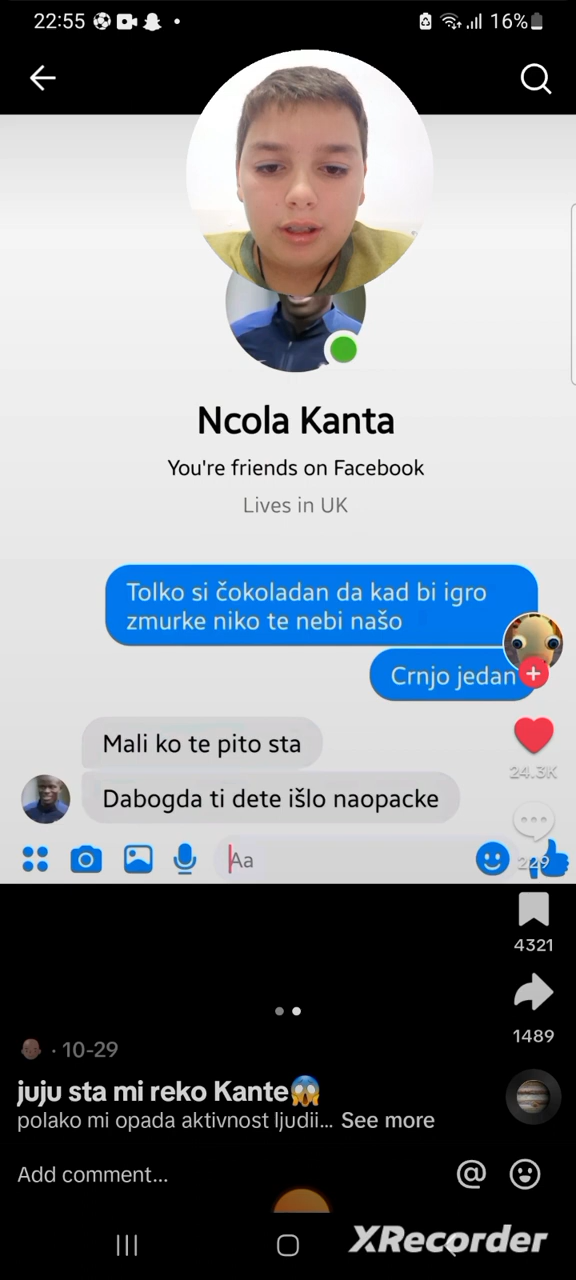 22:55
16%
Ncola Kanta
You're friends on Facebook
Lives in UK
Tolko si čokoladan da kad bi igro
zmurke niko te nebi našo
Crnjo jedan
Mali ko te pito sta
24.3K
Dabogda ti dete išlo naopacke
Aa
229
4321
1489
· 10-29
juju sta mi reko Kante😱
polako mi opada aktivnost ljudii... See more
Add comment...
@
XRecorder